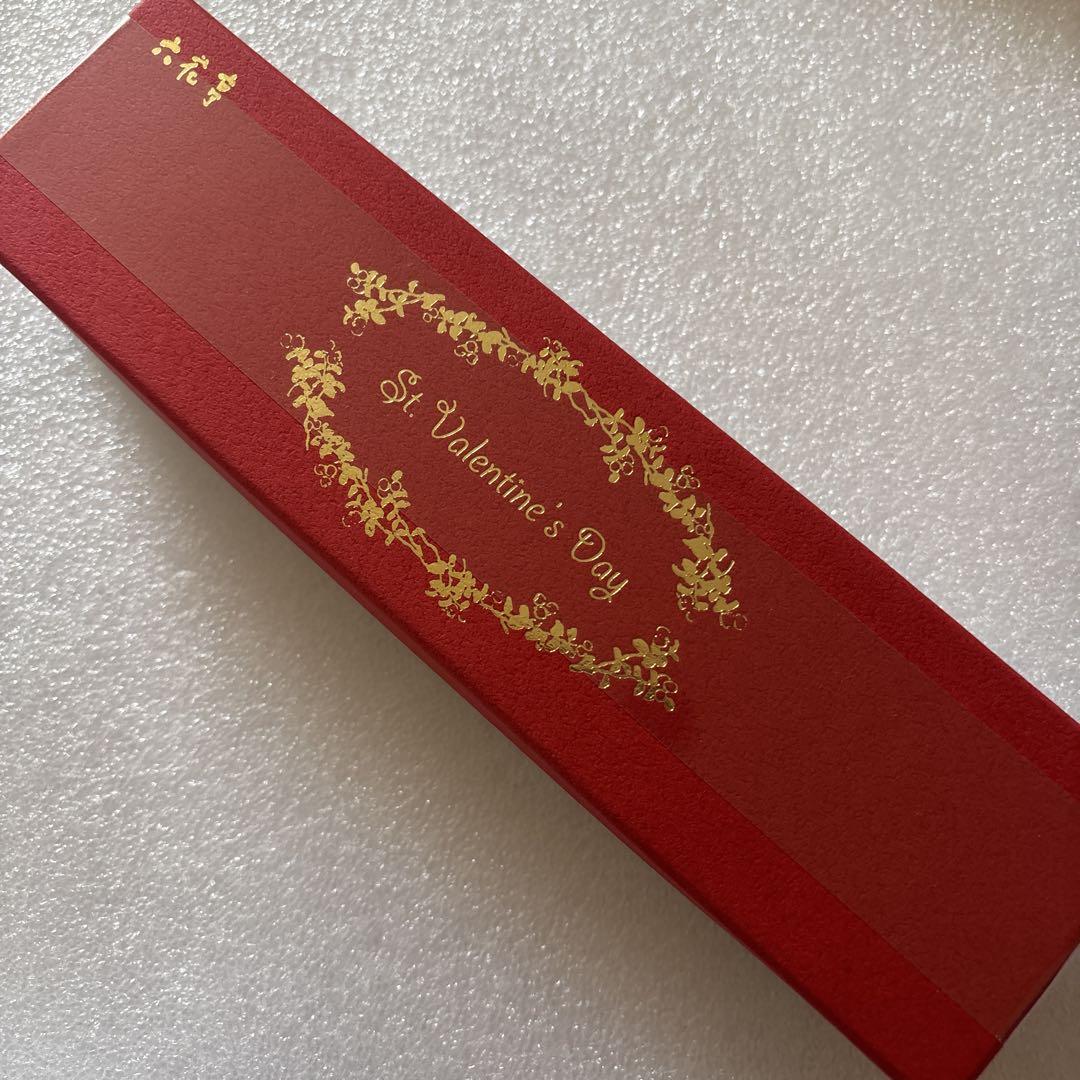 六花亭
St. Valentine's Day